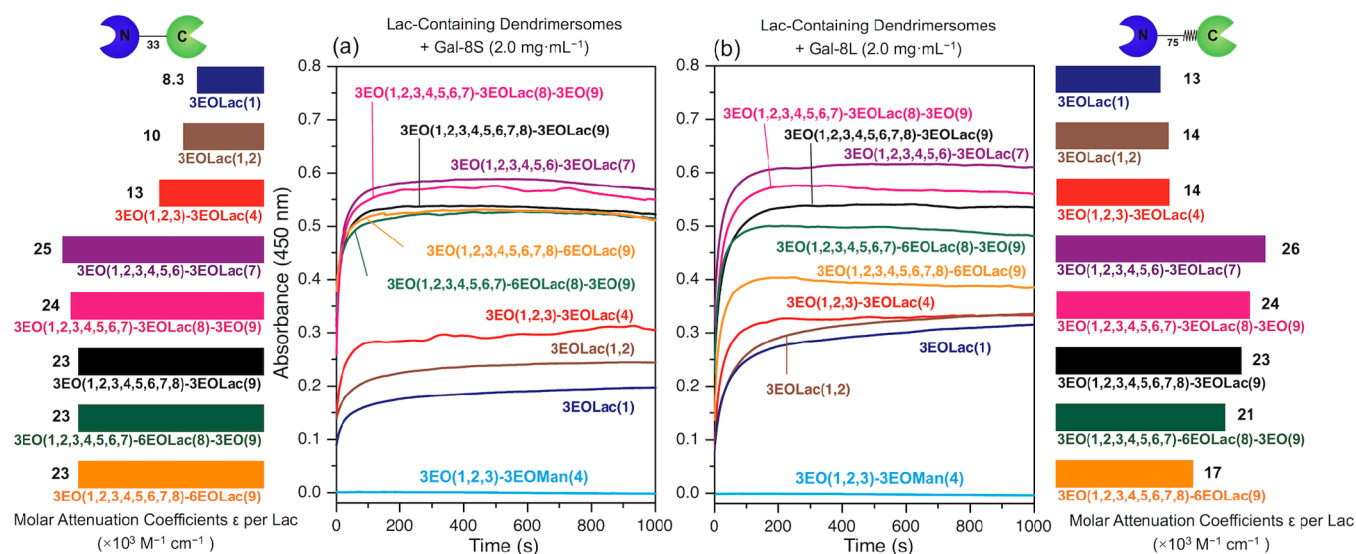 N
33
C
8.3
3EOLac(1)
10
3EOLac(1,2)
13
3EO(1,2,3)-3EOLac(4)
25
3EO(1,2,3,4,5,6)-3EOLac(7)
24
3EO(1,2,3,4,5,6,7)-3EOLac(8)-3EO(9)
23
3EO(1,2,3,4,5,6,7,8)-3EOLac(9)
23
3EO(1,2,3,4,5,6,7)-6EOLac(8)-3EO(9)
23
3EO(1,2,3,4,5,6,7,8)-6EOLac(9)
Molar Attenuation Coefficients ε per Lac
(×10³ M⁻¹ cm⁻¹ )
(a)
Lac-Containing Dendrimersomes
+ Gal-8S (2.0 mg·mL⁻¹)
Absorbance (450 nm)
0.8
0.7
0.6
0.5
0.4
0.3
0.2
0.1
0.0
3EO(1,2,3,4,5,6,7)-3EOLac(8)-3EO(9)
3EO(1,2,3,4,5,6,7,8)-3EOLac(9)
3EO(1,2,3,4,5,6)-3EOLac(7)
3EO(1,2,3,4,5,6,7,8)-6EOLac(9)
3EO(1,2,3,4,5,6,7)-6EOLac(8)-3EO(9)
3EO(1,2,3)-3EOLac(4)
3EOLac(1,2)
3EOLac(1)
3EO(1,2,3)-3EOMan(4)
0 200 400 600 800 1000
Time (s)
(b)
Lac-Containing Dendrimersomes
+ Gal-8L (2.0 mg·mL⁻¹)
0.8
0.7
0.6
0.5
0.4
0.3
0.2
0.1
0.0
3EO(1,2,3,4,5,6,7)-3EOLac(8)-3EO(9)
3EO(1,2,3,4,5,6,7,8)-3EOLac(9)
3EO(1,2,3,4,5,6)-3EOLac(7)
3EO(1,2,3,4,5,6,7)-6EOLac(8)-3EO(9)
3EO(1,2,3,4,5,6,7,8)-6EOLac(9)
3EO(1,2,3)-3EOLac(4)
3EOLac(1)
3EOLac(1,2)
3EO(1,2,3)-3EOMan(4)
0 200 400 600 800 1000
Time (s)
N
75
C
13
3EOLac(1)
14
3EOLac(1,2)
14
3EO(1,2,3)-3EOLac(4)
26
3EO(1,2,3,4,5,6)-3EOLac(7)
24
3EO(1,2,3,4,5,6,7)-3EOLac(8)-3EO(9)
23
3EO(1,2,3,4,5,6,7,8)-3EOLac(9)
21
3EO(1,2,3,4,5,6,7)-6EOLac(8)-3EO(9)
17
3EO(1,2,3,4,5,6,7,8)-6EOLac(9)
Molar Attenuation Coefficients ε per Lac
(×10³ M⁻¹ cm⁻¹)